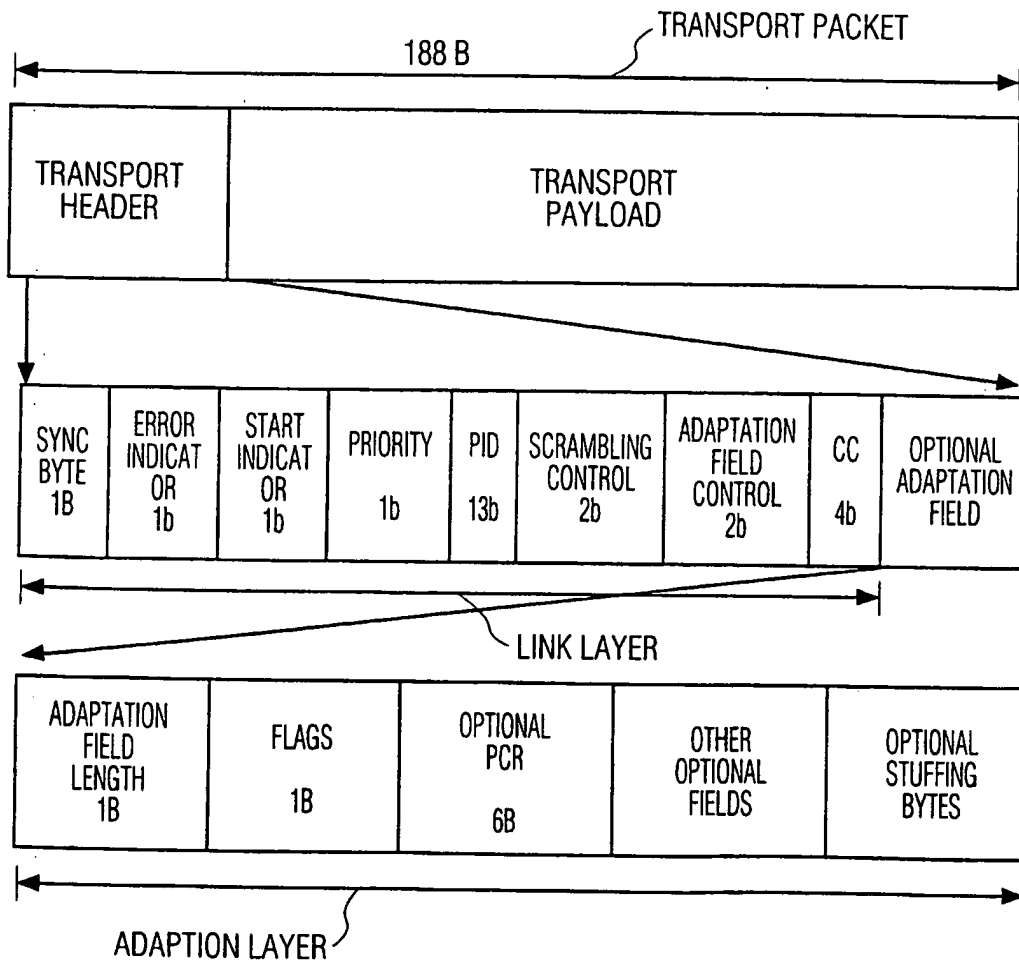 TRANSPORT PACKET
188 B
TRANSPORT
HEADER
TRANSPORT
PAYLOAD
SYNC
BYTE
1B
ERROR
INDICAT
OR
1b
START
INDICAT
OR
1b
PRIORITY
1b
PID
13b
SCRAMBLING
CONTROL
2b
ADAPTATION
FIELD
CONTROL
2b
CC
4b
OPTIONAL
ADAPTATION
FIELD
LINK LAYER
ADAPTATION
FIELD
LENGTH
1B
FLAGS
1B
OPTIONAL
PCR
6B
OTHER
OPTIONAL
FIELDS
OPTIONAL
STUFFING
BYTES
ADAPTION LAYER